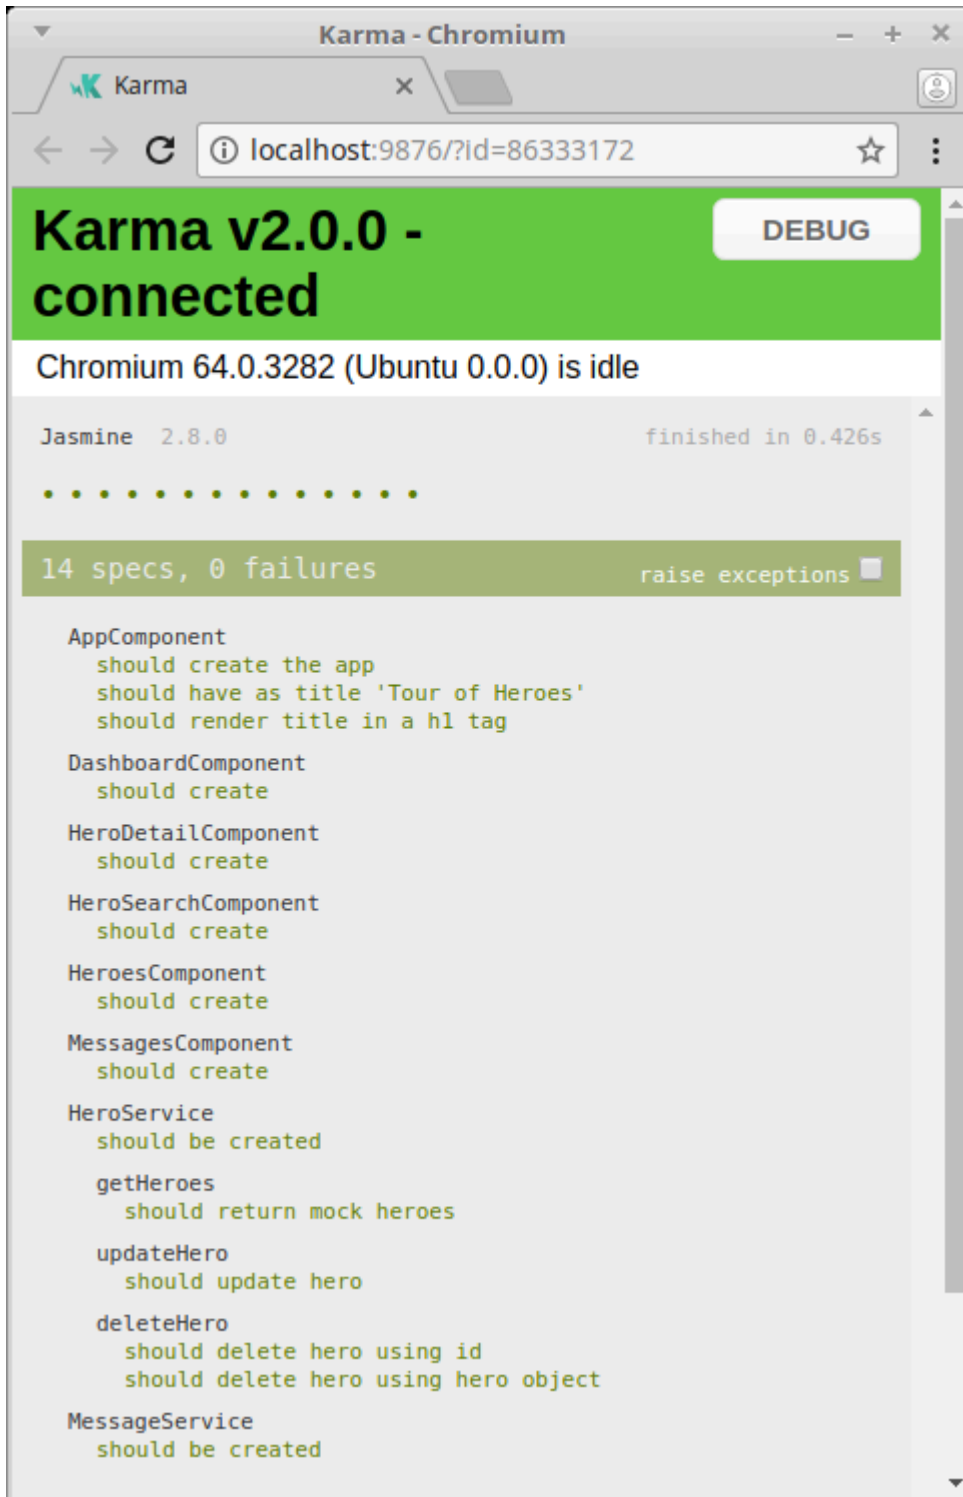 Karma - Chromium
Karma
localhost:9876/?id=86333172
Karma v2.0.0 -
connected
DEBUG
Chromium 64.0.3282 (Ubuntu 0.0.0) is idle
Jasmine 2.8.0 finished in 0.426s
14 specs, 0 failures raise exceptions
AppComponent
should create the app
should have as title 'Tour of Heroes'
should render title in a h1 tag
DashboardComponent
should create
HeroDetailComponent
should create
HeroSearchComponent
should create
HeroesComponent
should create
MessagesComponent
should create
HeroService
should be created
getHeroes
should return mock heroes
updateHero
should update hero
deleteHero
should delete hero using id
should delete hero using hero object
MessageService
should be created